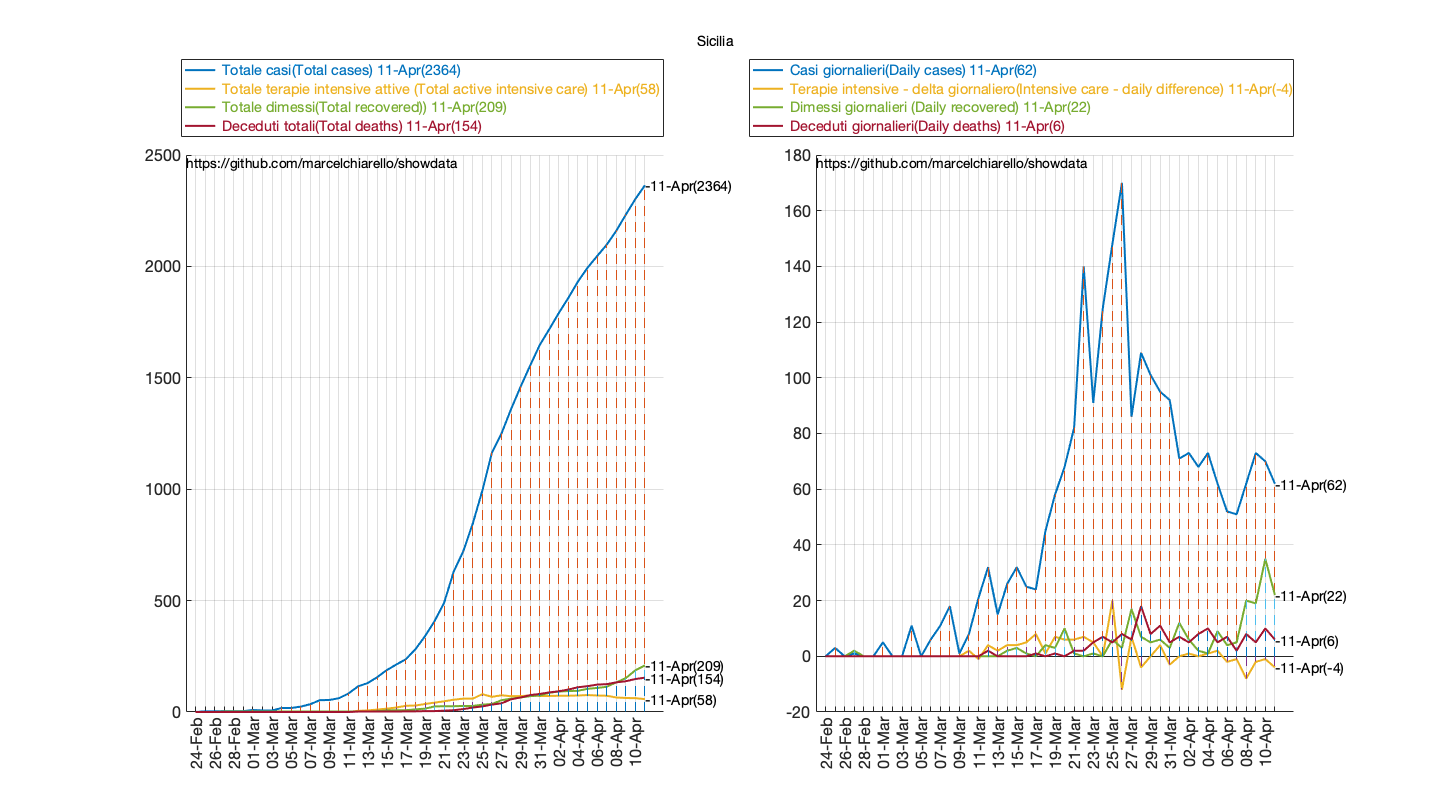 Sicilia
Totale casi(Total cases) 11-Apr(2364)
Totale terapie intensive attive (Total active intensive care) 11-Apr(58)
Totale dimessi(Total recovered)) 11-Apr(209)
Deceduti totali(Total deaths) 11-Apr(154)
https://github.com/marcelchiarello/showdata
2500
2000
1500
1000
500
0
-11-Apr(2364)
-11-Apr(209)
-11-Apr(154)
-11-Apr(58)
24-Feb
26-Feb
28-Feb
01-Mar
03-Mar
05-Mar
07-Mar
09-Mar
11-Mar
13-Mar
15-Mar
17-Mar
19-Mar
21-Mar
23-Mar
25-Mar
27-Mar
29-Mar
31-Mar
02-Apr
04-Apr
06-Apr
08-Apr
10-Apr
Casi giornalieri(Daily cases) 11-Apr(62)
Terapie intensive - delta giornaliero(Intensive care - daily difference) 11-Apr(-4)
Dimessi giornalieri (Daily recovered) 11-Apr(22)
Deceduti giornalieri(Daily deaths) 11-Apr(6)
https://github.com/marcelchiarello/showdata
180
160
140
120
100
80
60
40
20
0
-20
-11-Apr(62)
-11-Apr(22)
-11-Apr(6)
-11-Apr(-4)
24-Feb
26-Feb
28-Feb
01-Mar
03-Mar
05-Mar
07-Mar
09-Mar
11-Mar
13-Mar
15-Mar
17-Mar
19-Mar
21-Mar
23-Mar
25-Mar
27-Mar
29-Mar
31-Mar
02-Apr
04-Apr
06-Apr
08-Apr
10-Apr